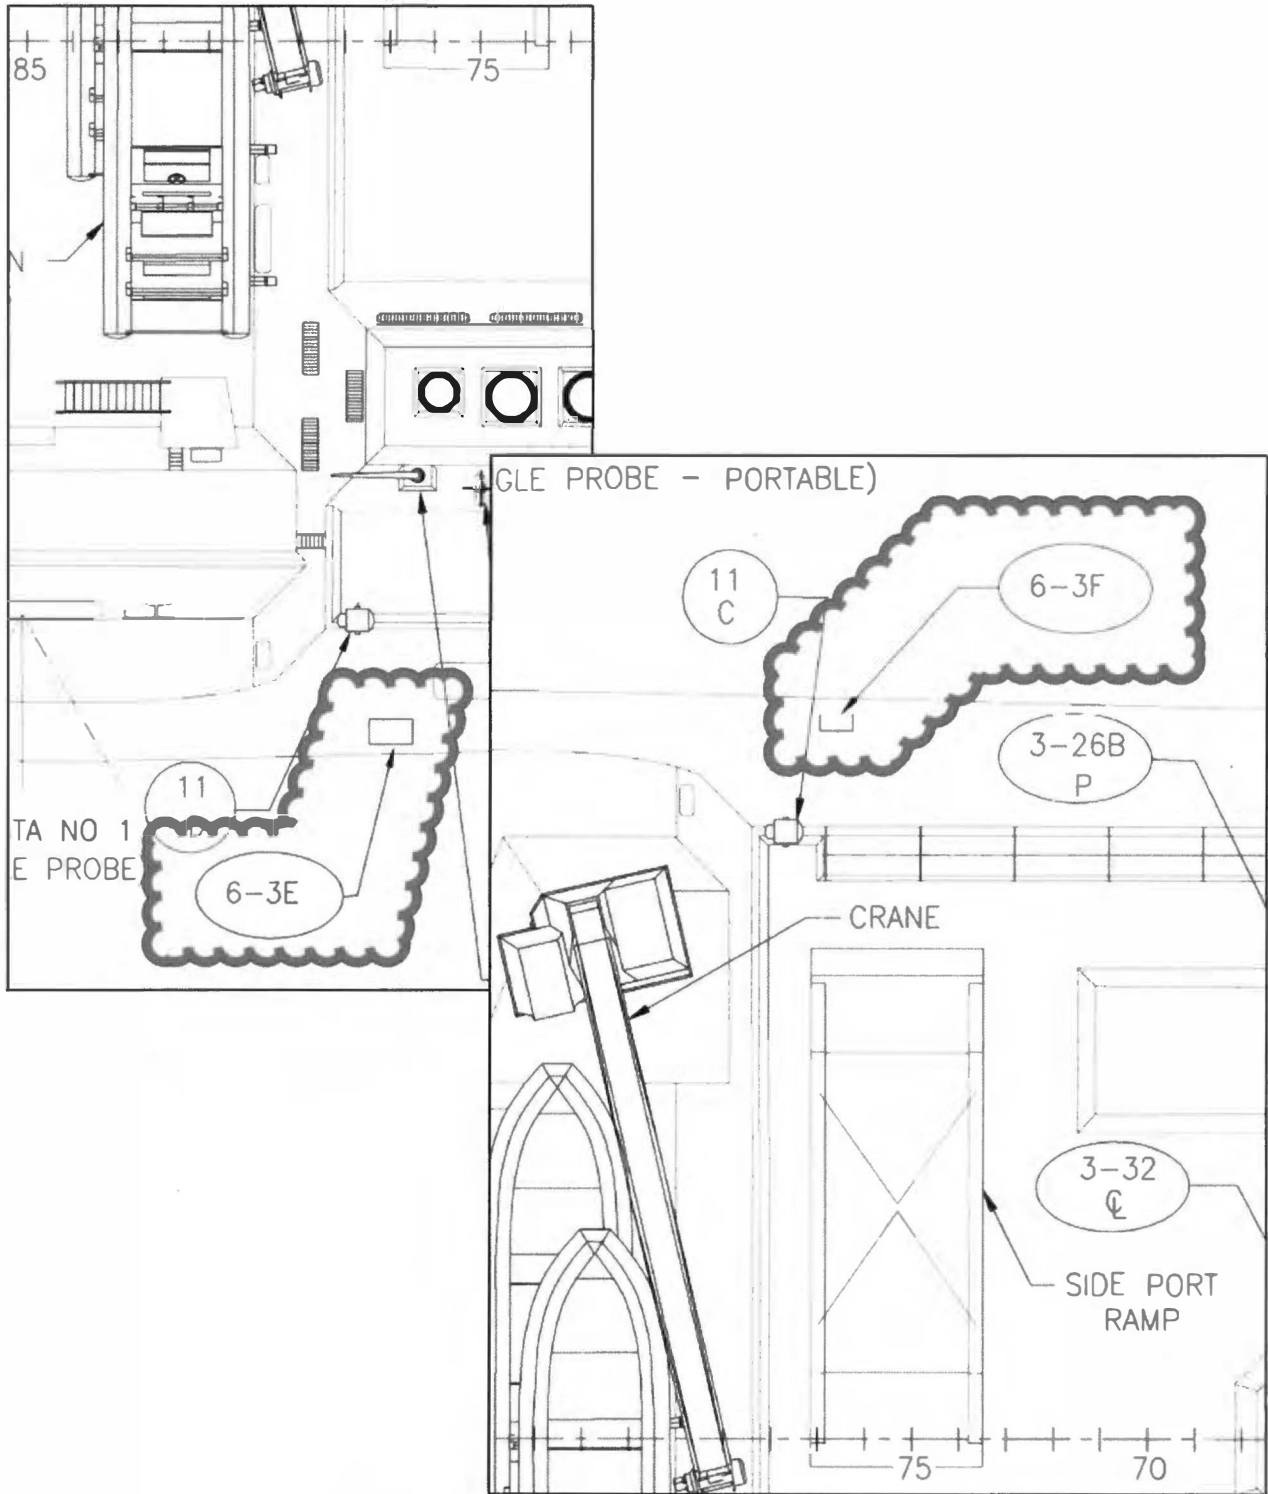 85
75
N
GLE PROBE - PORTABLE)
11
C
6-3F
3-26B
P
11
TA NO 1
E PROBE
6-3E
CRANE
3-32
℄
SIDE PORT
RAMP
75
70